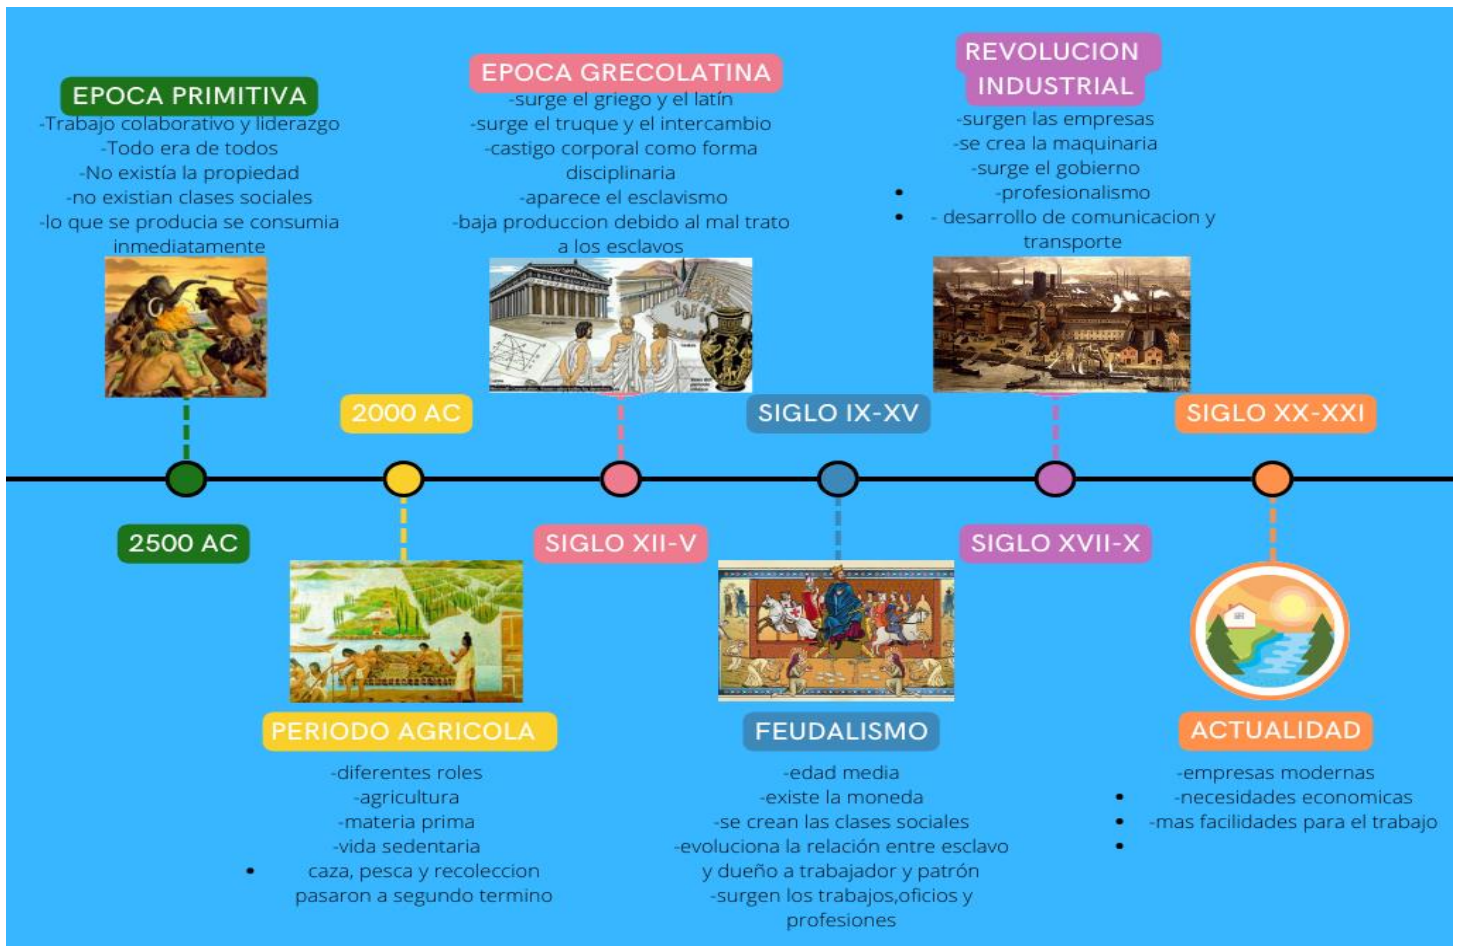 EPOCA PRIMITIVA
-Trabajo colaborativo y liderazgo
-Todo era de todos
-No existía la propiedad
-no existian clases sociales
-lo que se producia se consumia
inmediatamente
2500 AC
2000 AC
PERIODO AGRICOLA
-diferentes roles
-agricultura
-materia prima
-vida sedentaria
• caza, pesca y recoleccion
pasaron a segundo termino
EPOCA GRECOLATINA
-surge el griego y el latín
-surge el truque y el intercambio
-castigo corporal como forma
disciplinaria
-aparece el esclavismo
-baja produccion debido al mal trato
a los esclavos
SIGLO XII-V
SIGLO IX-XV
FEUDALISMO
-edad media
-existe la moneda
-se crean las clases sociales
-evoluciona la relación entre esclavo
y dueño a trabajador y patrón
-surgen los trabajos,oficios y
profesiones
REVOLUCION
INDUSTRIAL
-surgen las empresas
-se crea la maquinaria
-surge el gobierno
• -profesionalismo
• - desarrollo de comunicacion y
transporte
SIGLO XVII-X
SIGLO XX-XXI
ACTUALIDAD
-empresas modernas
• -necesidades economicas
• -mas facilidades para el trabajo
•